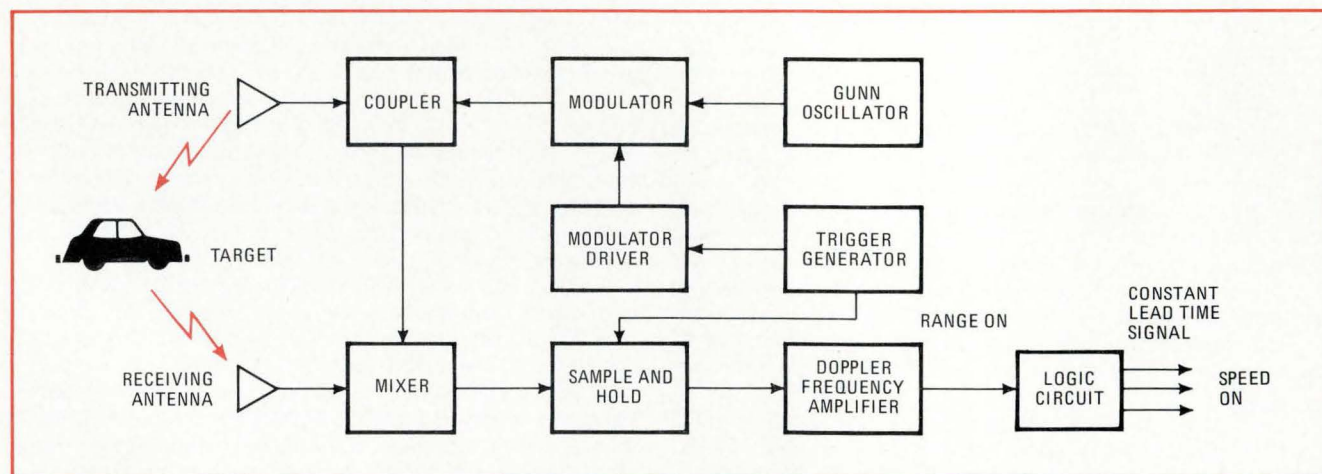 TRANSMITTING
ANTENNA
COUPLER
MODULATOR
GUNN
OSCILLATOR
TARGET
MODULATOR
DRIVER
TRIGGER
GENERATOR
RECEIVING
ANTENNA
MIXER
SAMPLE AND
HOLD
RANGE ON
DOPPLER
FREQUENCY
AMPLIFIER
LOGIC
CIRCUIT
CONSTANT
LEAD TIME
SIGNAL
SPEED
ON